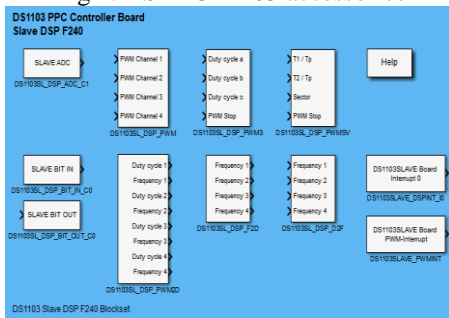 DS1103 PPC Controller Board
Slave DSP F240
SLAVE ADC
DS1103SL_DSP_ADC_C1
PWM Channel 1
PWM Channel 2
PWM Channel 3
PWM Channel 4
DS1103SL_DSP_PWM
Duty cycle a
Duty cycle b
Duty cycle c
PWM Stop
DS1103SL_DSP_PWM3
T1 / Tp
T2 / Tp
Sector
PWM Stop
DS1103SL_DSP_PWMSV
Help
SLAVE BIT IN
DS1103SL_DSP_BIT_IN_C0
SLAVE BIT OUT
DS1103SL_DSP_BIT_OUT_C0
Duty cycle 1
Frequency 1
Duty cycle 2
Frequency 2
Duty cycle 3
Frequency 3
Duty cycle 4
Frequency 4
DS1103SL_DSP_PWM2D
Frequency 1
Frequency 2
Frequency 3
Frequency 4
DS1103SL_DSP_F2D
Frequency 1
Frequency 2
Frequency 3
Frequency 4
DS1103SL_DSP_D2F
DS1103SLAVE Board
Interrupt 0
DS1103SLAVE_DSPINT_I0
DS1103SLAVE Board
PWM-Interrupt
DS1103SLAVE_PWMINT
DS1103 Slave DSP F240 Blockset